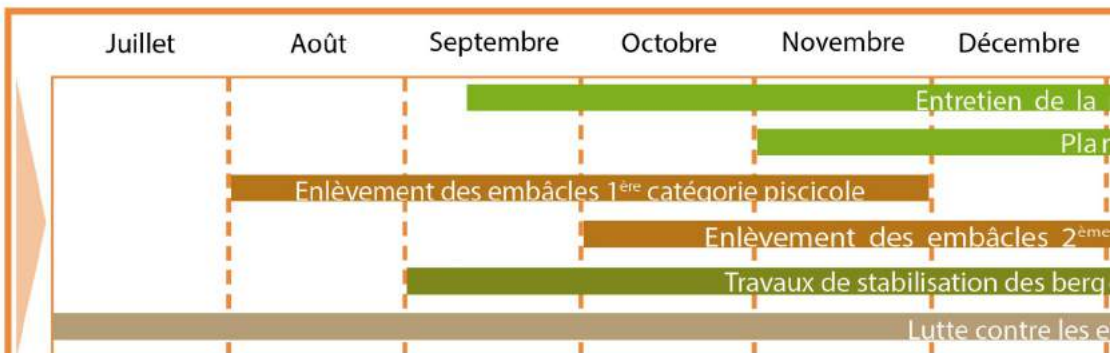 Juillet Août Septembre Octobre Novembre Décembre
Entretien de la
Plan
Enlèvement des embâcles 1ère catégorie piscicole
Enlèvement des embâcles 2ème
Travaux de stabilisation des berg
Lutte contre les e